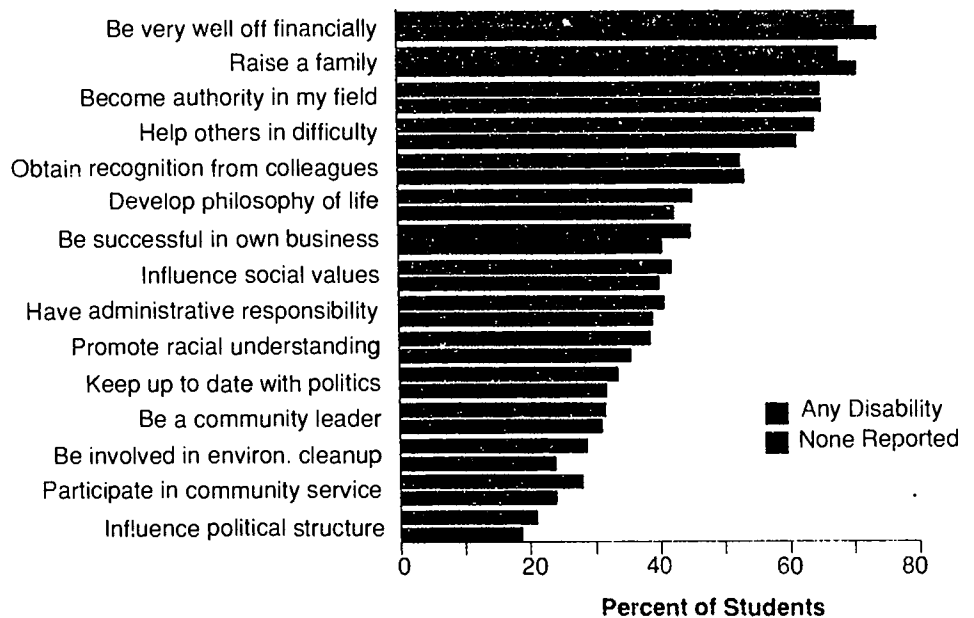 Be very well off financially
Raise a family
Become authority in my field
Help others in difficulty
Obtain recognition from colleagues
Develop philosophy of life
Be successful in own business
Influence social values
Have administrative responsibility
Promote racial understanding
Keep up to date with politics
Be a community leader
Be involved in environ. cleanup
Participate in community service
Influence political structure
Any Disability
None Reported
0 20 40 60 80
Percent of Students